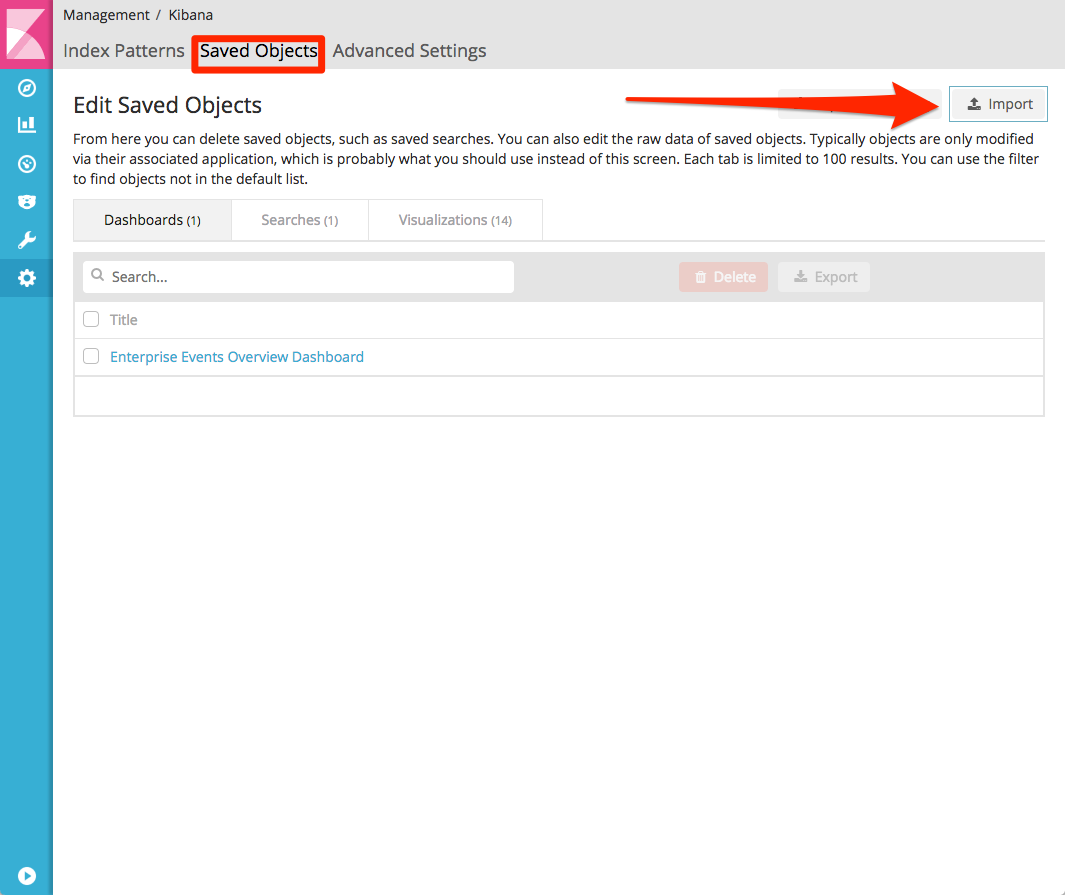 Management / Kibana
Index Patterns Saved Objects Advanced Settings
Edit Saved Objects
Import
From here you can delete saved objects, such as saved searches. You can also edit the raw data of saved objects. Typically objects are only modified
via their associated application, which is probably what you should use instead of this screen. Each tab is limited to 100 results. You can use the filter
to find objects not in the default list.
Dashboards (1) Searches (1) Visualizations (14)
Search... Delete Export
Title
Enterprise Events Overview Dashboard